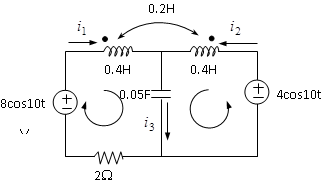 0.2H
i₁ i₂
0.4H 0.4H
8cos10t 0.05F 4cos10t
i₃
2Ω